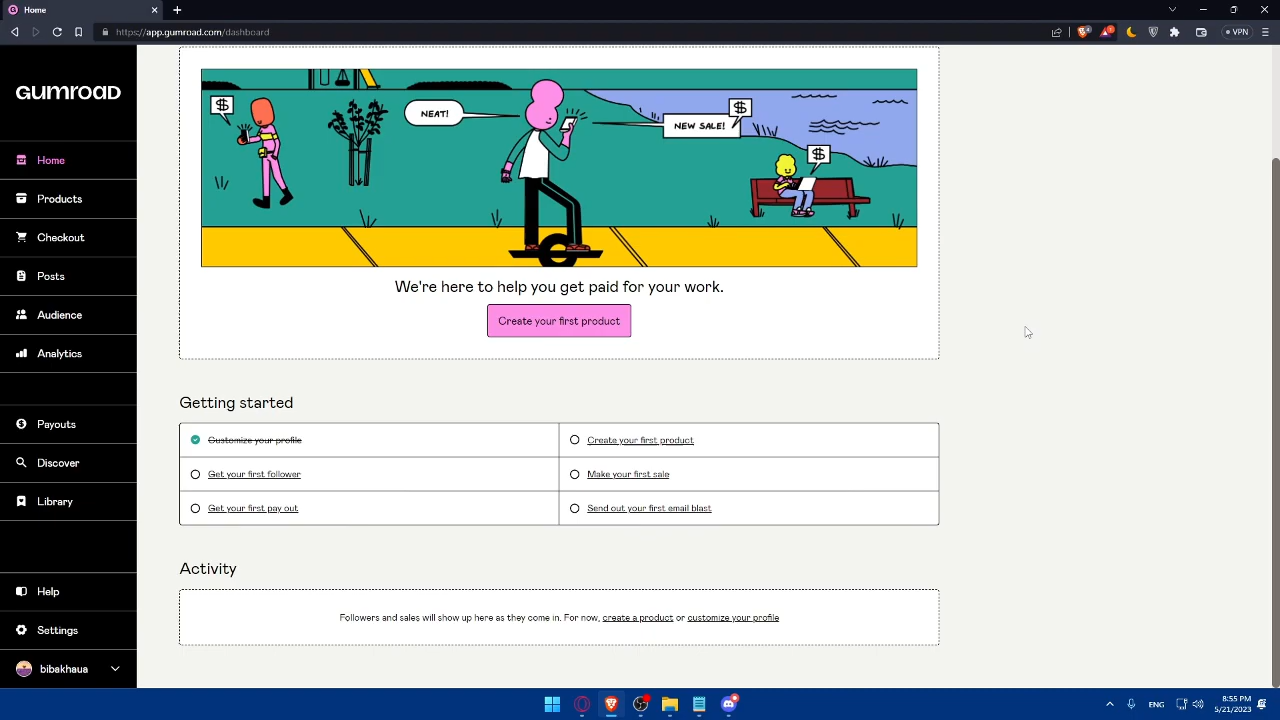 Home
https://app.gumroad.com/dashboard
VPN
GUMROAD
Home
Products
Checkout
Posts
Audience
Analytics
Payouts
Discover
Library
Help
Settings
bibakhaua
$
NEAT!
NEW SALE!
$
$
We're here to help you get paid for your work.
Create your first product
Getting started
Customize your profile
Create your first product
Get your first follower
Make your first sale
Get your first pay out
Send out your first email blast
Activity
Followers and sales will show up here as they come in. For now, create a product or customize your profile
ENG
8:55 PM
5/21/2023